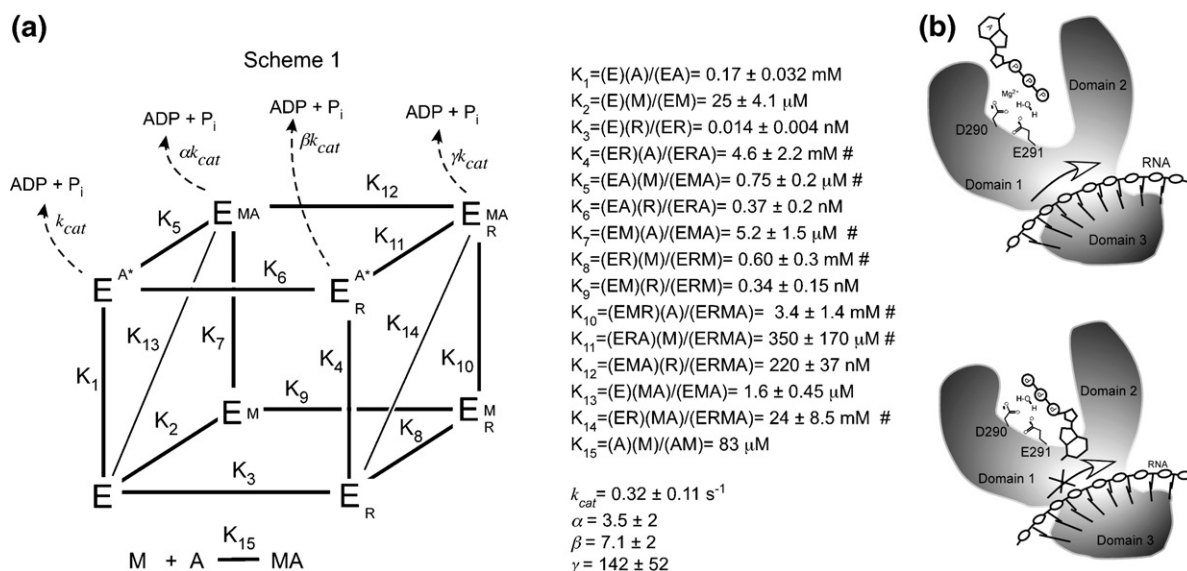 (a)
Scheme 1
ADP + Pi
αkcat
ADP + Pi
βkcat
ADP + Pi
γkcat
ADP + Pi
kcat
K12
E MA
E MA R
K5
K11
E A*
K6
E R A*
K13
K7
K14
K1
K4
K10
K9
E M
E M R
K2
K8
K3
E
E R
K15
M + A MA
K1=(E)(A)/(EA)= 0.17 ± 0.032 mM
K2=(E)(M)/(EM)= 25 ± 4.1 μM
K3=(E)(R)/(ER)= 0.014 ± 0.004 nM
K4=(ER)(A)/(ERA)= 4.6 ± 2.2 mM #
K5=(EA)(M)/(EMA)= 0.75 ± 0.2 μM #
K6=(EA)(R)/(ERA)= 0.37 ± 0.2 nM
K7=(EM)(A)/(EMA)= 5.2 ± 1.5 μM #
K8=(ER)(M)/(ERM)= 0.60 ± 0.3 mM #
K9=(EM)(R)/(ERM)= 0.34 ± 0.15 nM
K10=(EMR)(A)/(ERMA)= 3.4 ± 1.4 mM #
K11=(ERA)(M)/(ERMA)= 350 ± 170 μM #
K12=(EMA)(R)/(ERMA)= 220 ± 37 nM
K13=(E)(MA)/(EMA)= 1.6 ± 0.45 μM
K14=(ER)(MA)/(ERMA)= 24 ± 8.5 mM #
K15=(A)(M)/(AM)= 83 μM
kcat= 0.32 ± 0.11 s-1
α = 3.5 ± 2
β = 7.1 ± 2
γ = 142 ± 52
(b)
A
P
P
P
Domain 2
Mg2+
H-O
H
D290
E291
RNA
Domain 1
Domain 3
Domain 2
H-O
H
D290
E291
RNA
Domain 1
Domain 3